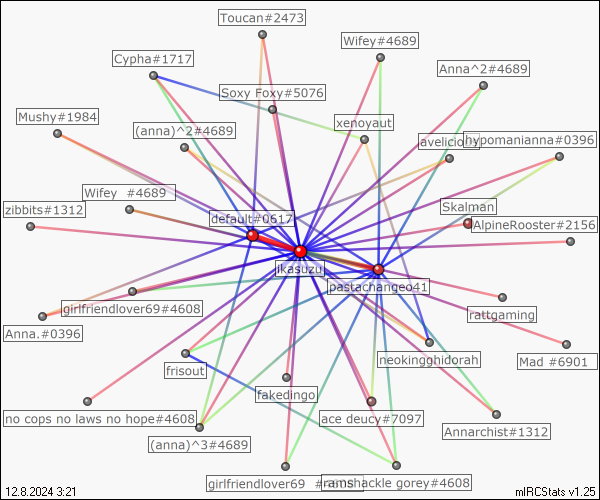 Toucan#2473
Wifey#4689
Cypha#1717
Anna^2#4689
Soxy Foxy#5076
Mushy#1984
(anna)^2#4689
xenoyaut
hypomanianna#0396
Wifey #4689
zibbits#1312
default#0617
Skalman
AlpineRooster#2156
ikasuzu
pastachangeo41
girlfriendlover69#4608
rattgaming
Anna.#0396
neokingghidorah
Mad #6901
frisout
fakedingo
no cops no laws no hope#4608
ace deucy#7097
(anna)^3#4689
Annarchist#1312
girlfriendlover69
ramshackle gorey#4608
12.8.2024 3:21
mIRCStats v1.25